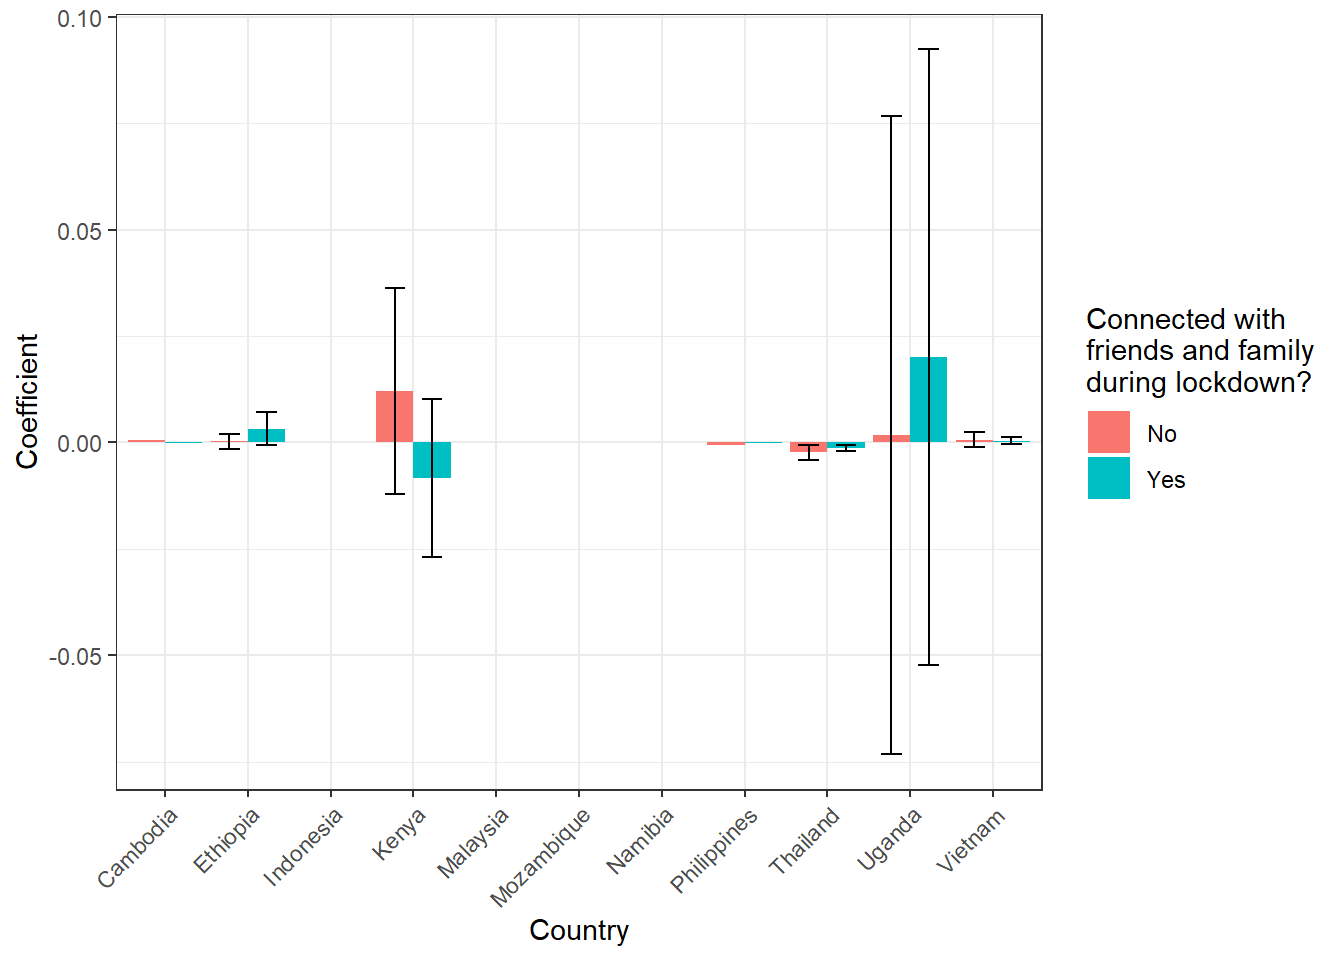 0.10
0.05
0.00
-0.05
Coefficient
Cambodia
Ethiopia
Indonesia
Kenya
Malaysia
Mozambique
Namibia
Philippines
Thailand
Uganda
Vietnam
Country
Connected with
friends and family
during lockdown?
No
Yes